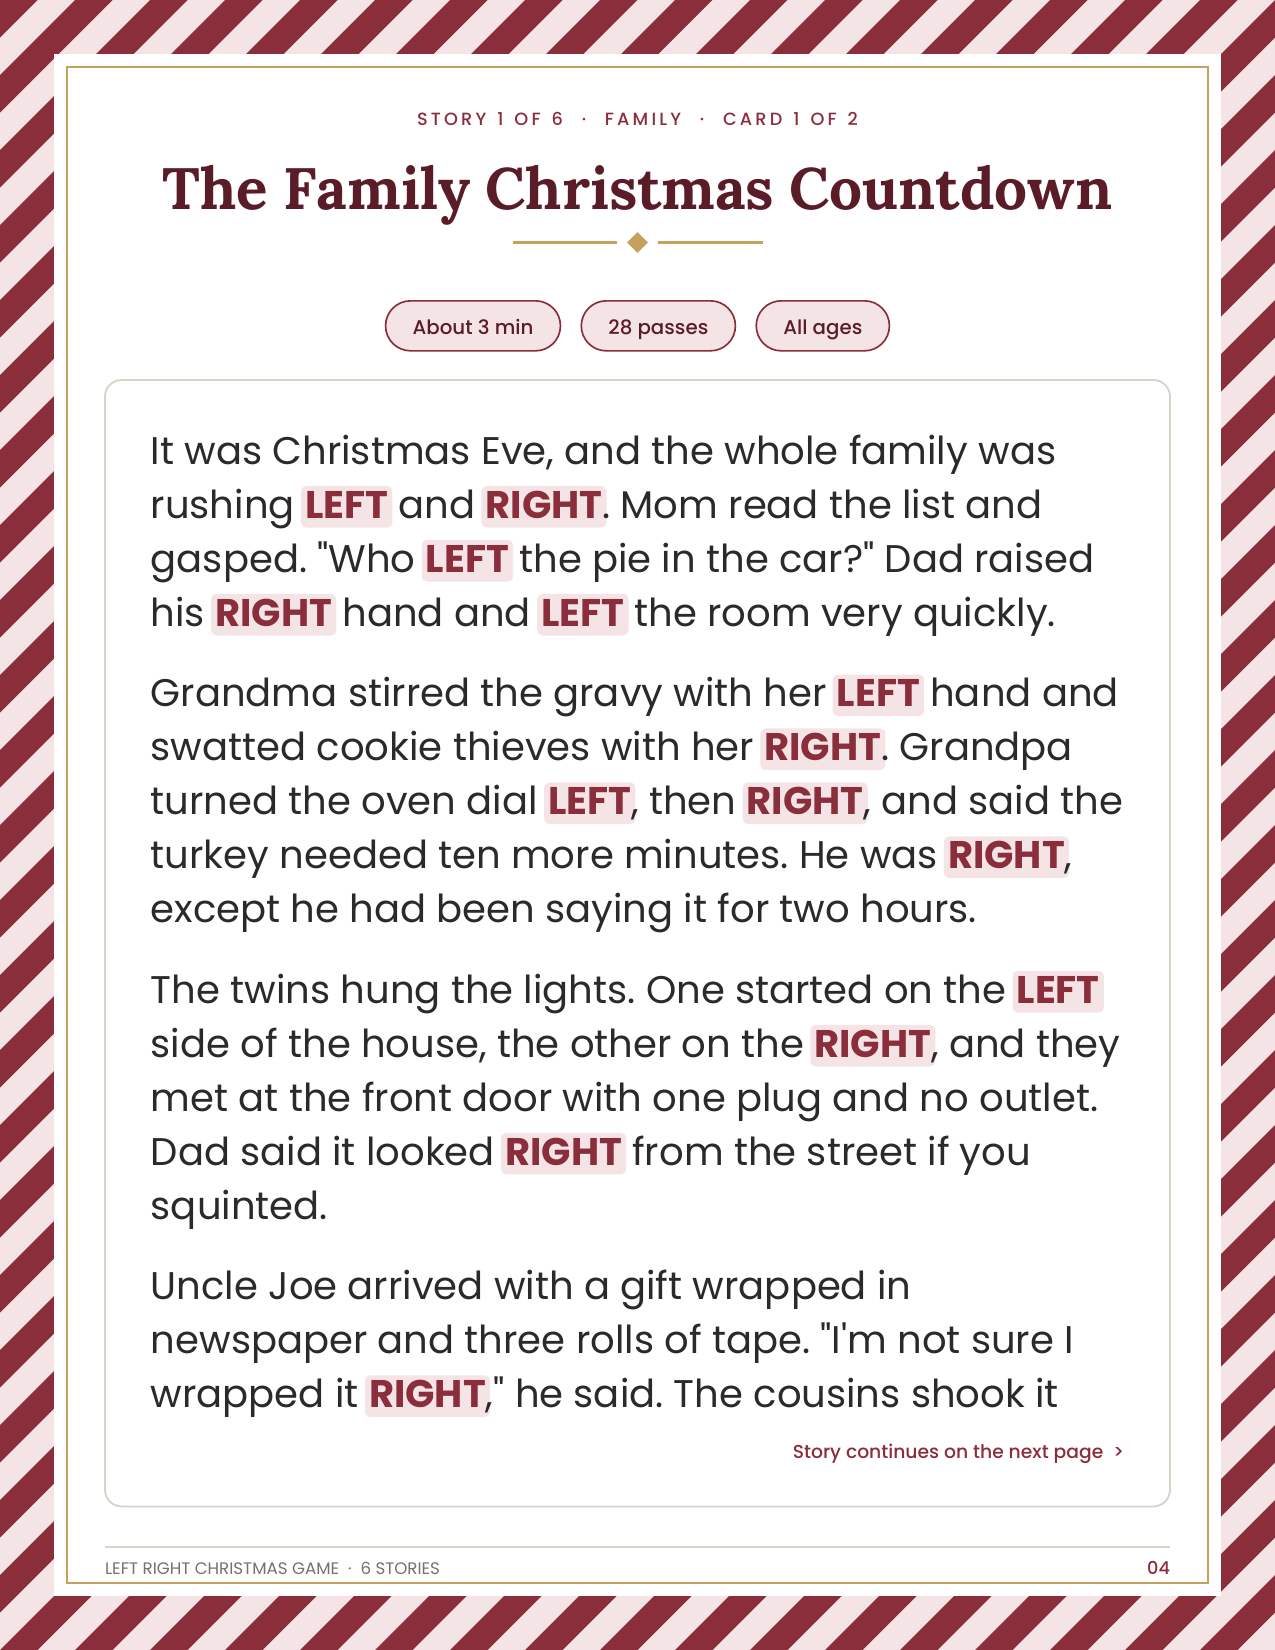 STORY 1 OF 6 · FAMILY · CARD 1 OF 2
The Family Christmas Countdown
About 3 min
28 passes
All ages
It was Christmas Eve, and the whole family was
rushing LEFT and RIGHT. Mom read the list and
gasped. "Who LEFT the pie in the car?" Dad raised
his RIGHT hand and LEFT the room very quickly.
Grandma stirred the gravy with her LEFT hand and
swatted cookie thieves with her RIGHT. Grandpa
turned the oven dial LEFT, then RIGHT, and said the
turkey needed ten more minutes. He was RIGHT,
except he had been saying it for two hours.
The twins hung the lights. One started on the LEFT
side of the house, the other on the RIGHT, and they
met at the front door with one plug and no outlet.
Dad said it looked RIGHT from the street if you
squinted.
Uncle Joe arrived with a gift wrapped in
newspaper and three rolls of tape. "I'm not sure I
wrapped it RIGHT," he said. The cousins shook it
Story continues on the next page >
LEFT RIGHT CHRISTMAS GAME · 6 STORIES
04